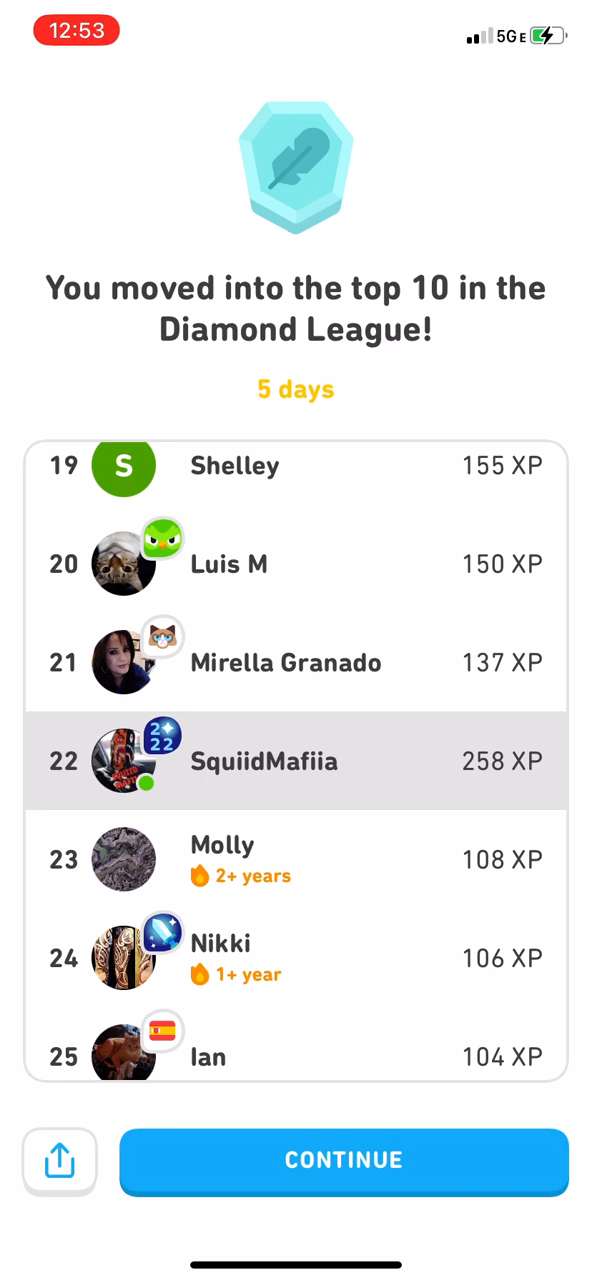 12:53
5G E
You moved into the top 10 in the
Diamond League!
5 days
19 S Shelley 155 XP
20 Luis M 150 XP
21 Mirella Granado 137 XP
2 22
22 SquiidMafiia 258 XP
23 Molly 108 XP
2+ years
24 Nikki 106 XP
1+ year
25 Ian 104 XP
CONTINUE